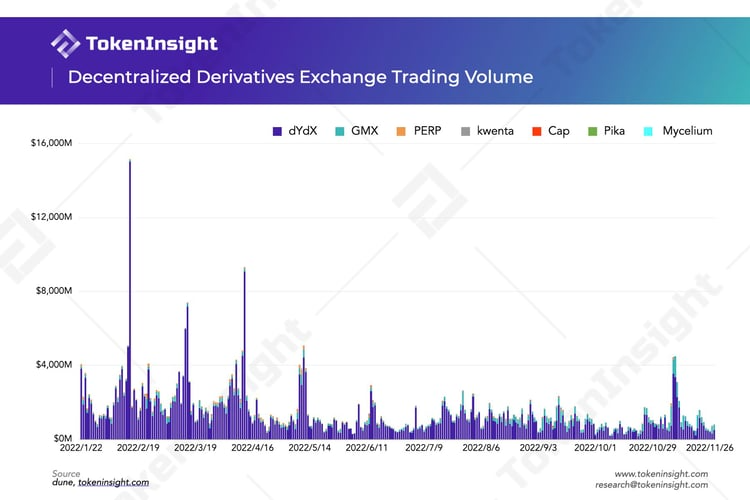 TokenInsight
Decentralized Derivatives Exchange Trading Volume
dYdX GMX PERP kwenta Cap Pika Mycelium
$16,000M
$12,000M
$8,000M
$4,000M
$0M
2022/1/22 2022/2/19 2022/3/19 2022/4/16 2022/5/14 2022/6/11 2022/7/9 2022/8/6 2022/9/3 2022/10/1 2022/10/29 2022/11/26
Source
dune, tokeninsight.com
www.tokeninsight.com
research@tokeninsight.com
TokenInsight
TokenInsight